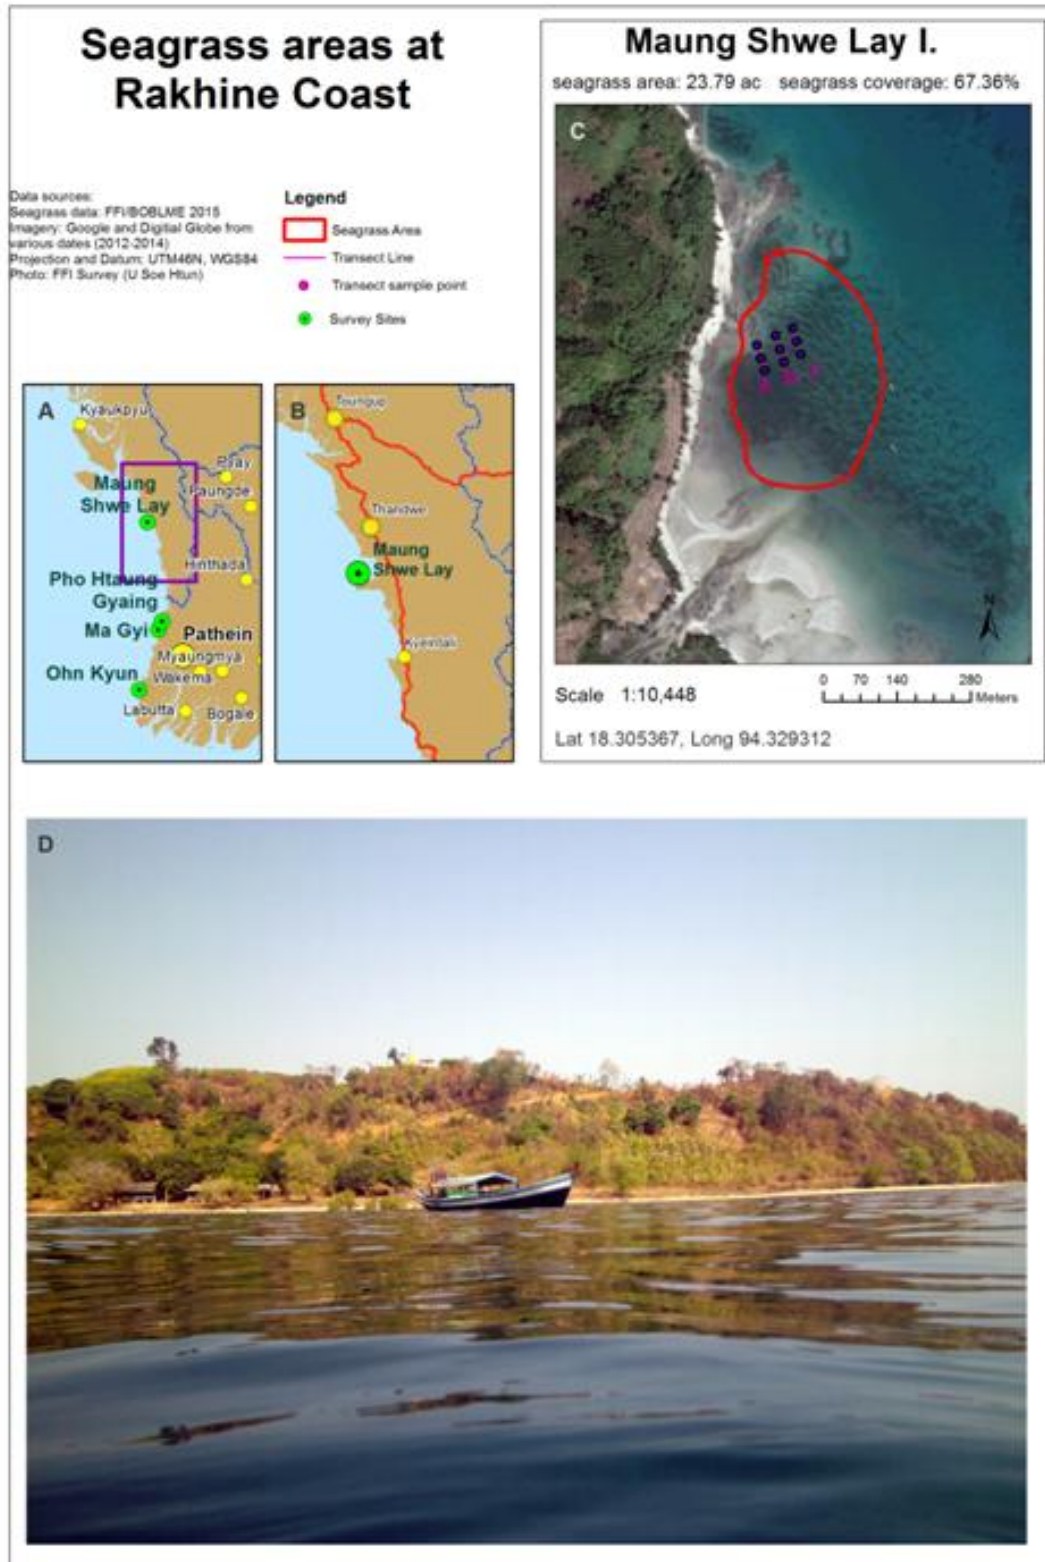 Seagrass areas at
Rakhine Coast
Data sources:
Seagrass data: FFI/BOBLME 2015
Imagery: Google and Digitial Globe from
various dates (2012-2014)
Projection and Datum: UTM46N, WGS84
Photo: FFI Survey (U Soe Htun)
Legend
Seagrass Area
Transect Line
Transect sample point
Survey Sites
A
Kyaukpyu
Pyay
Paungde
Maung
Shwe Lay
Hinthada
Pho Htaung
Gyaing
Ma Gyi
Pathein
Myaungmya
Ohn Kyun
Wakema
Labutta
Bogale
B
Toungup
Thandwe
Maung
Shwe Lay
Kyeintali
Maung Shwe Lay I.
seagrass area: 23.79 ac seagrass coverage: 67.36%
C
N
Scale 1:10,448
0 70 140 280
Meters
Lat 18.305367, Long 94.329312
D